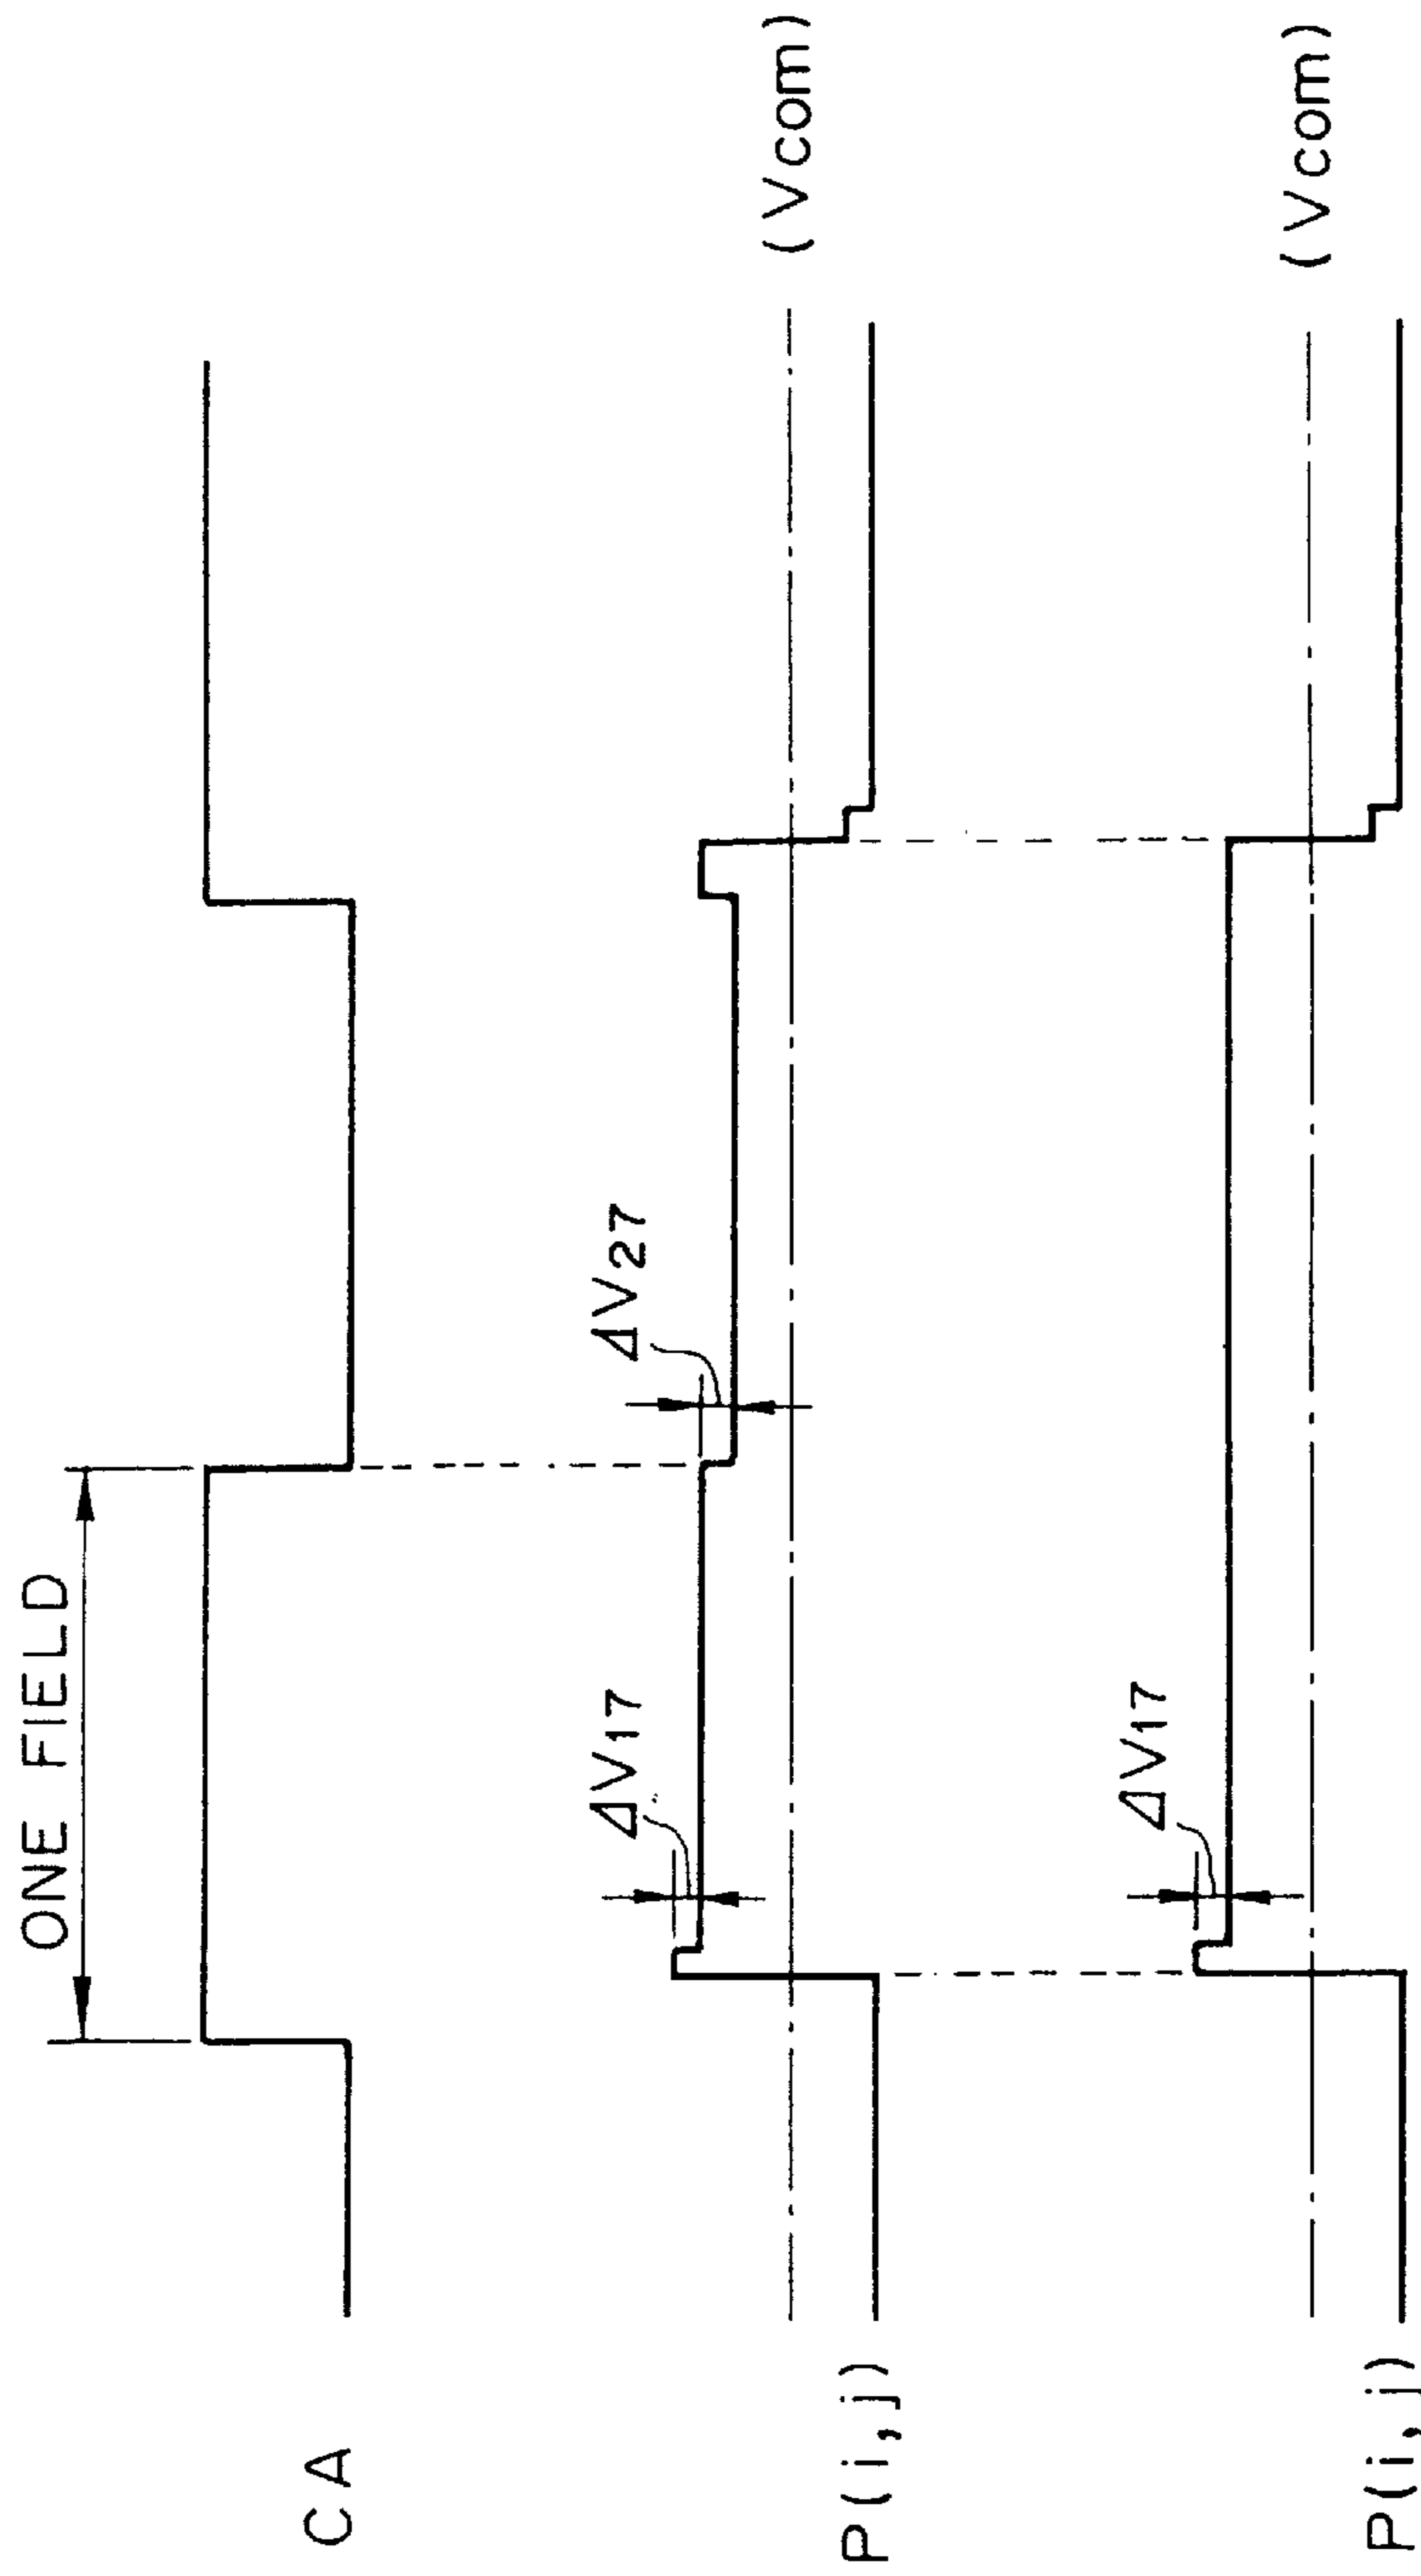 ONE FIELD
CA
ΔV17
ΔV27
(Vcom)
P(i,j)
ΔV17
(Vcom)
P(i,j)